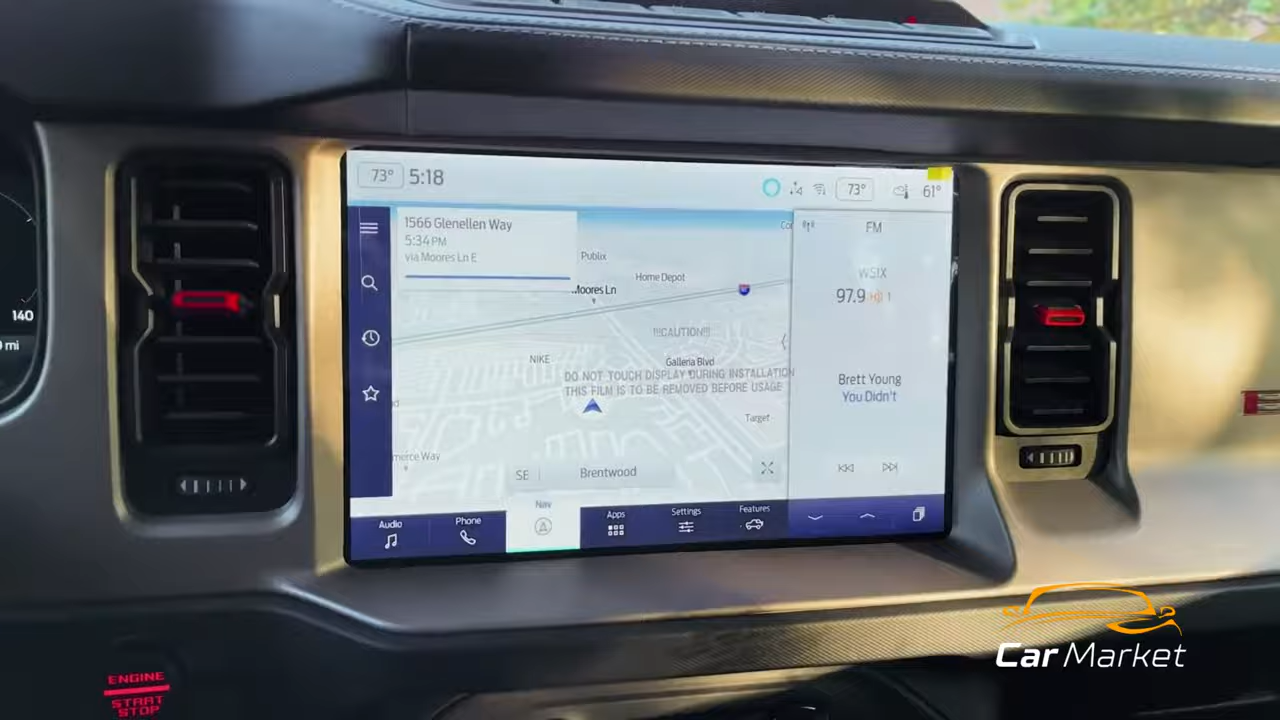 73° 5:18
73° 61°
1566 Glenellen Way
5:34 PM
via Moores Ln E
Publix
Home Depot
Moores Ln
!!!CAUTION!!!
NIKE
Galleria Blvd
DO NOT TOUCH DISPLAY DURING INSTALLATION
THIS FILM IS TO BE REMOVED BEFORE USAGE
Target
merce Way
SE
Brentwood
FM
WSIX
97.9 1
Brett Young
You Didn't
Audio
Phone
Nav
Apps
Settings
Features
140
mi
ENGINE
START
STOP
Car Market